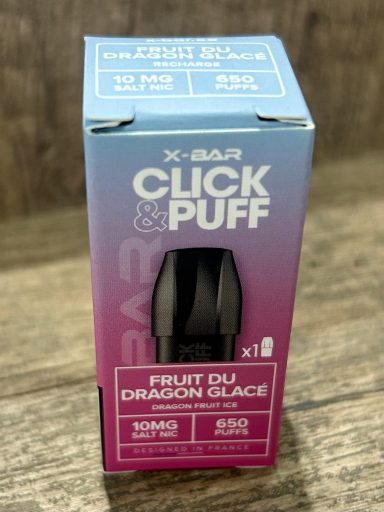 FRUIT DU
DRAGON GLACÉ
RECHARGE
10 MG
SALT NIC
650
PUFFS
X-BAR
CLICK
&PUFF
BAR
CLICK
&PUFF
x1
FRUIT DU
DRAGON GLACÉ
DRAGON FRUIT ICE
10MG
SALT NIC
650
PUFFS
DESIGNED IN FRANCE